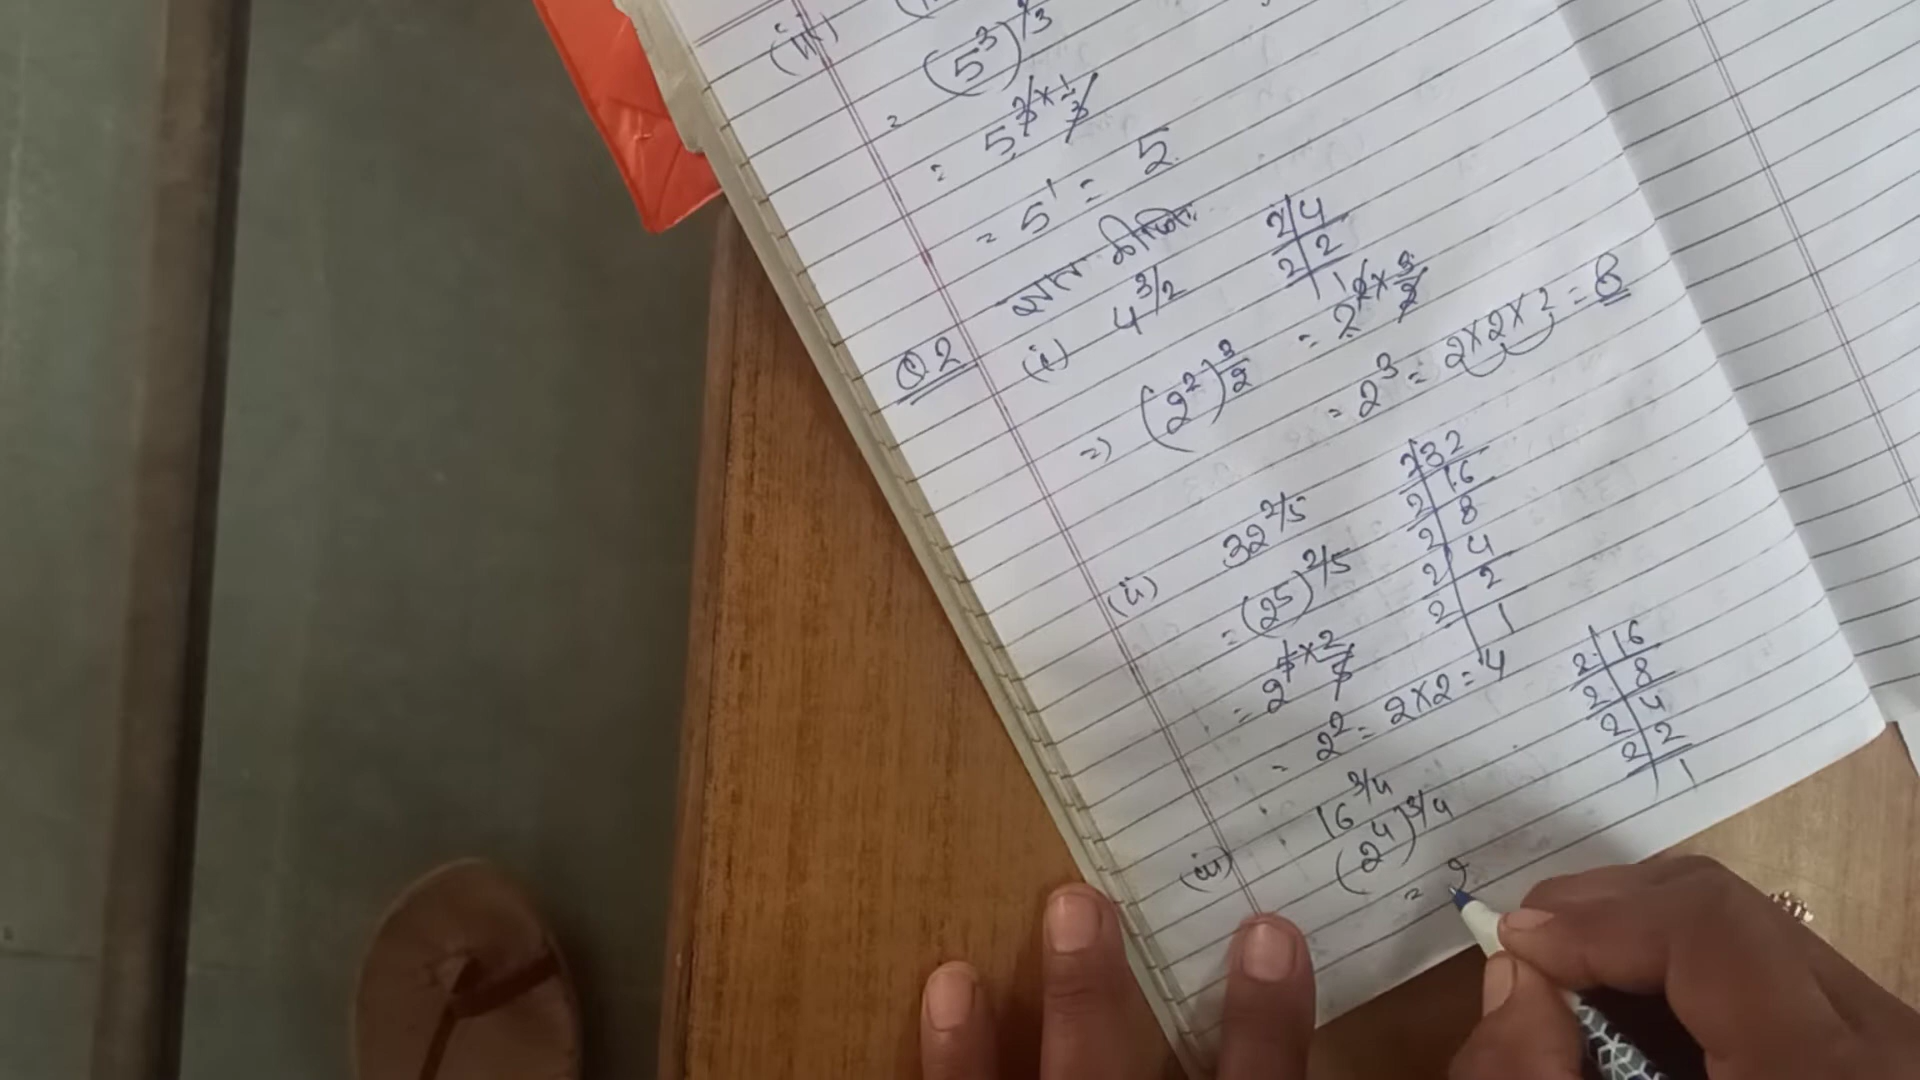 (iii)
(5³)^1/3
=
= 5^3×1/3
= 5¹ = 5
Q2 ज्ञात कीजिए:
(i) 4^3/2
2 | 4
2 | 2
1
=) (2²)^3/2 = 2^2×3/2
= 2³ = 2×2×2 = 8
(ii) 32^2/5
2 | 32
2 | 16
2 | 8
2 | 4
2 | 2
1
= (2⁵)^2/5
= 2^5×2/5
= 2² = 2×2 = 4
(iii) 16^3/4
2 | 16
2 | 8
2 | 4
2 | 2
1
(2⁴)^3/4
= 2